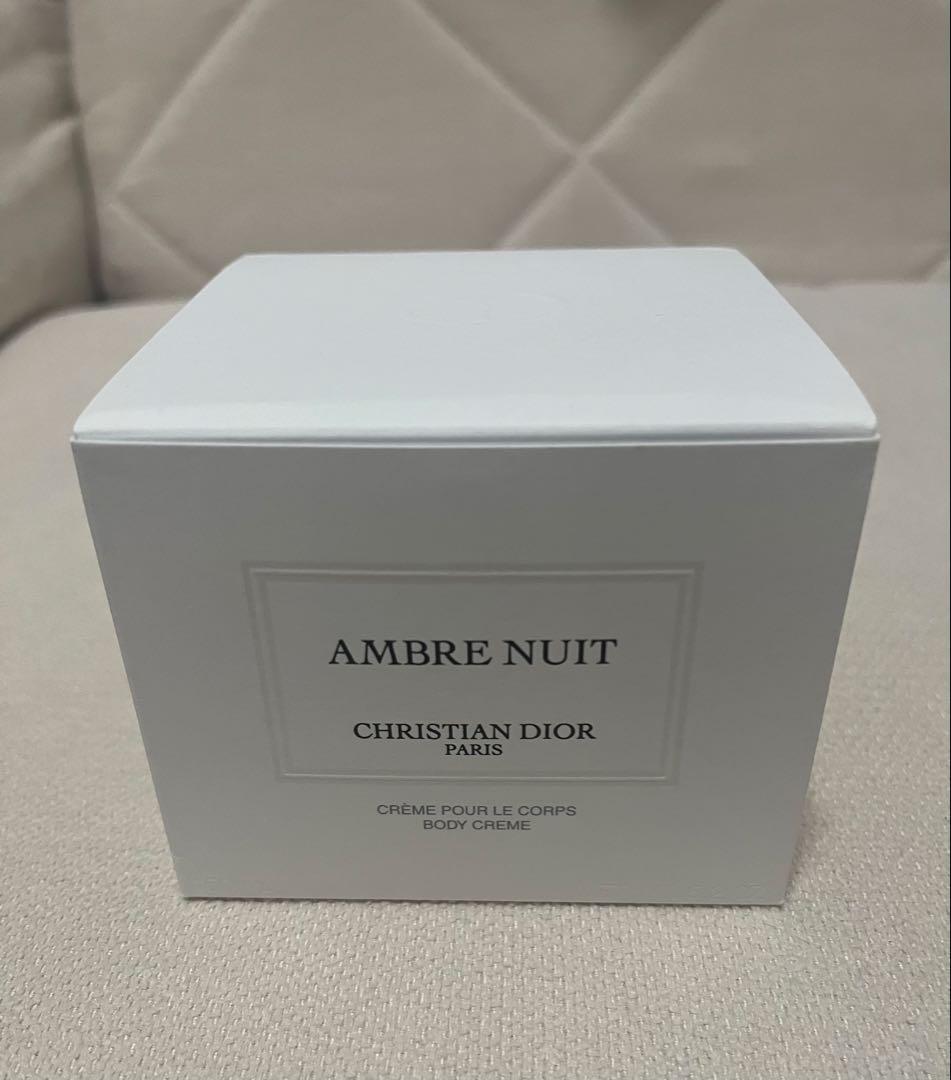 AMBRE NUIT
CHRISTIAN DIOR
PARIS
CRÈME POUR LE CORPS
BODY CREME